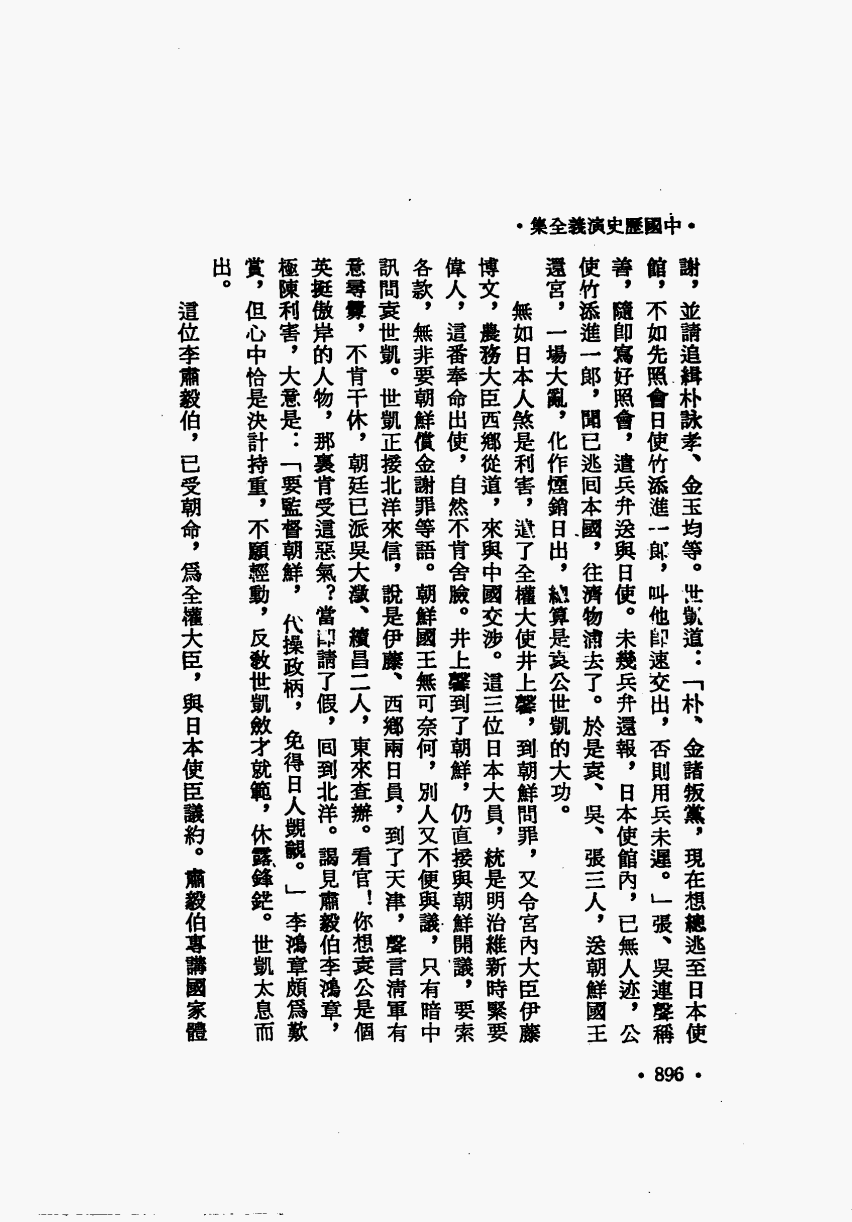 •中國歷史演義全集•
謝，並請追緝朴詠孝、金玉均等。世凱道：「朴、金諸叛黨，現在想總逃至日本使
館，不如先照會日使竹添進一郎，叫他卽速交出，否則用兵未遲。」張、吳連聲稱
善，隨卽寫好照會，遣兵弁送與日使。未幾兵弁還報，日本使館內，已無人迹，公
使竹添進一郎，聞已逃回本國，往濟物浦去了。於是袁、吳、張三人，送朝鮮國王
還宮，一場大亂，化作煙銷日出，總算是袁公世凱的大功。
無如日本人煞是利害，遣了全權大使井上馨，到朝鮮問罪，又令宮內大臣伊藤
博文，農務大臣西鄉從道，來與中國交涉。這三位日本大員，統是明治維新時緊要
偉人，這番奉命出使，自然不肯舍臉。井上馨到了朝鮮，仍直接與朝鮮開議，要索
各款，無非要朝鮮償金謝罪等語。朝鮮國王無可奈何，別人又不便與議，只有暗中
訊問袁世凱。世凱正接北洋來信，說是伊藤、西鄉兩日員，到了天津，聲言清軍有
意尋釁，不肯干休，朝廷已派吳大澂、續昌二人，東來查辦。看官！你想袁公是個
英挺傲岸的人物，那裏肯受這惡氣？當卽請了假，回到北洋。謁見肅毅伯李鴻章，
極陳利害，大意是：「要監督朝鮮，代操政柄，免得日人覬覦。」李鴻章頗爲歎
賞，但心中恰是決計持重，不願輕動，反敎世凱斂才就範，休露鋒鋩。世凱太息而
出。
這位李肅毅伯，已受朝命，爲全權大臣，與日本使臣議約。肅毅伯專講國家體
•896•